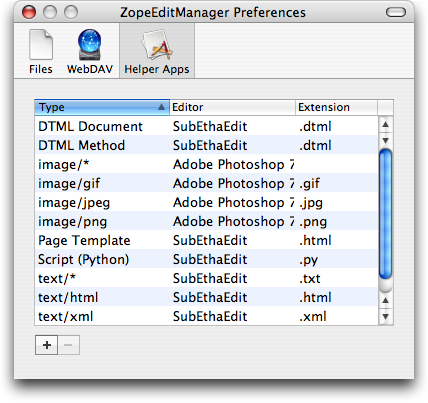 ZopeEditManager Preferences
Files WebDAV Helper Apps
Type Editor Extension
DTML Document SubEthaEdit .dtml
DTML Method SubEthaEdit .dtml
image/* Adobe Photoshop 7
image/gif Adobe Photoshop 7 .gif
image/jpeg Adobe Photoshop 7 .jpg
image/png Adobe Photoshop 7 .png
Page Template SubEthaEdit .html
Script (Python) SubEthaEdit .py
text/* SubEthaEdit .txt
text/html SubEthaEdit .html
text/xml SubEthaEdit .xml
+ −